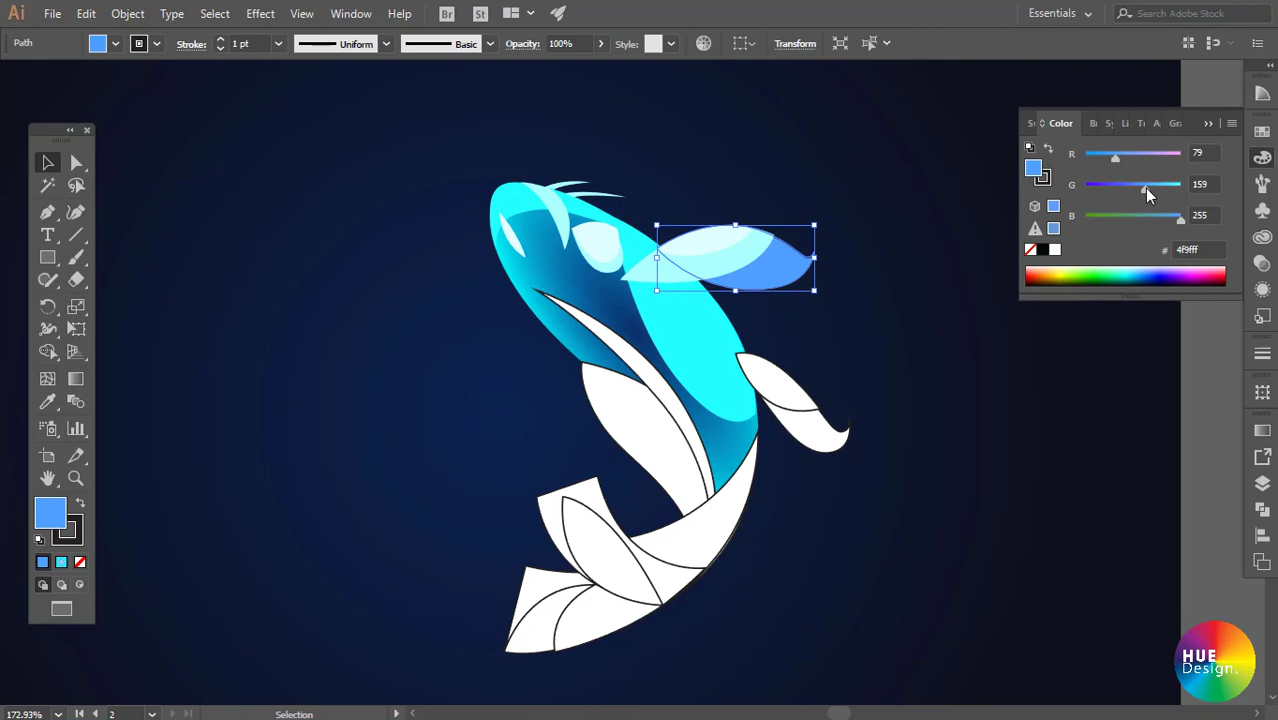 Ai File Edit Object Type Select Effect View Window Help Br St Essentials Search Adobe Stock
Path Stroke: 1 pt Uniform Basic Opacity: 100% Style: Transform
Color
R 79
G 159
B 255
# 4f9fff
HUE
Design.
172.93% 2 Selection